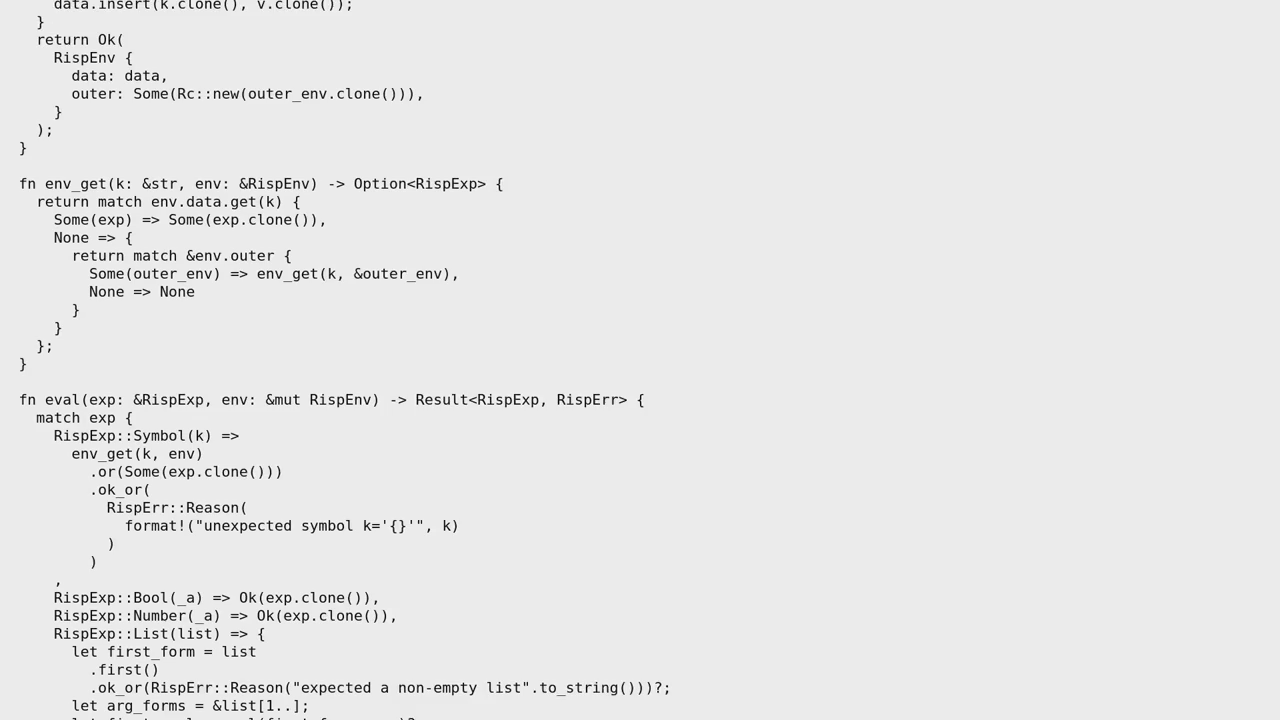 data.insert(k.clone(), v.clone());
  }
  return Ok(
    RispEnv {
      data: data,
      outer: Some(Rc::new(outer_env.clone())),
    }
  );
}

fn env_get(k: &str, env: &RispEnv) -> Option<RispExp> {
  return match env.data.get(k) {
    Some(exp) => Some(exp.clone()),
    None => {
      return match &env.outer {
        Some(outer_env) => env_get(k, &outer_env),
        None => None
      }
    }
  };
}

fn eval(exp: &RispExp, env: &mut RispEnv) -> Result<RispExp, RispErr> {
  match exp {
    RispExp::Symbol(k) =>
      env_get(k, env)
        .or(Some(exp.clone()))
        .ok_or(
          RispErr::Reason(
            format!("unexpected symbol k='{}'", k)
          )
        )
    ,
    RispExp::Bool(_a) => Ok(exp.clone()),
    RispExp::Number(_a) => Ok(exp.clone()),
    RispExp::List(list) => {
      let first_form = list
        .first()
        .ok_or(RispErr::Reason("expected a non-empty list".to_string()))?;
      let arg_forms = &list[1..];